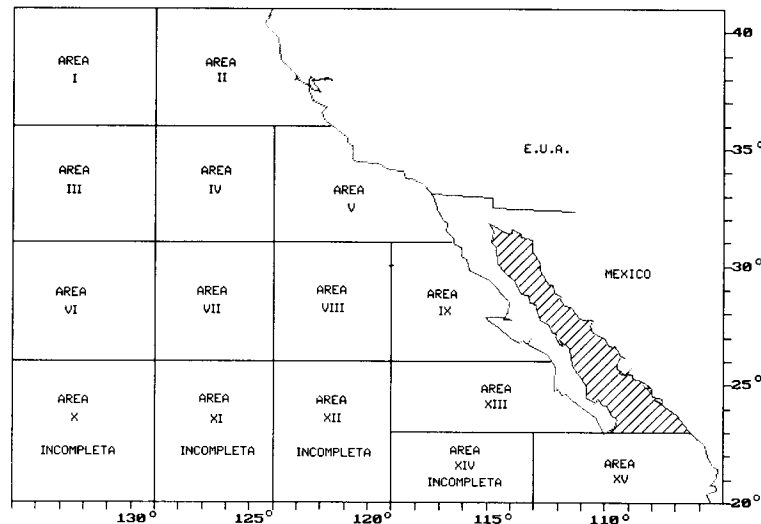 40
AREA
I
AREA
II
35°
E.U.A.
AREA
III
AREA
IV
AREA
V
30°
MEXICO
AREA
VI
AREA
VII
AREA
VIII
AREA
IX
25°
AREA
X
INCOMPLETA
AREA
XI
INCOMPLETA
AREA
XII
INCOMPLETA
AREA
XIII
AREA
XIV
INCOMPLETA
AREA
XV
20°
130°
125°
120°
115°
110°